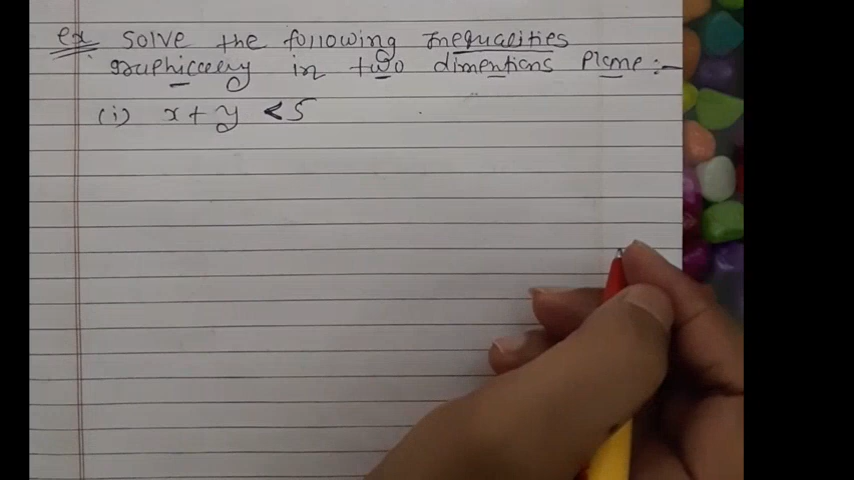 ex Solve the following Inequalities
graphically in two dimentions Plane :-
(i) x + y < 5